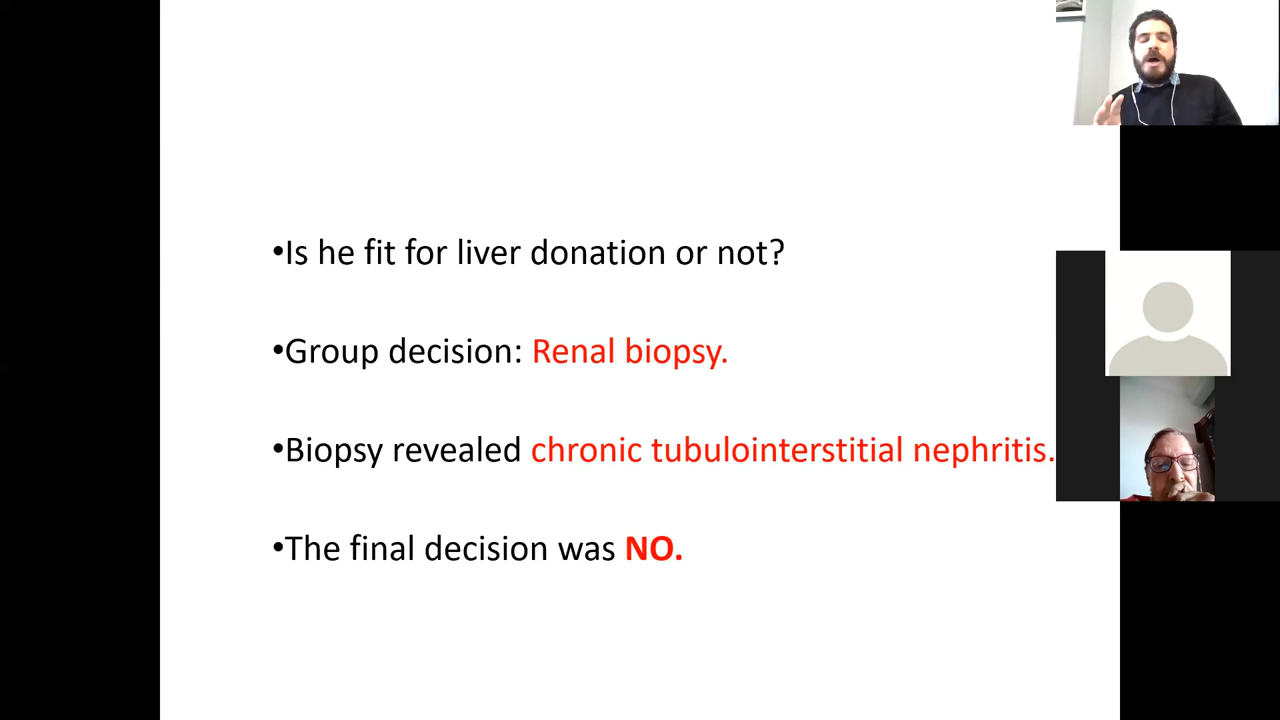 •Is he fit for liver donation or not?
•Group decision: Renal biopsy.
•Biopsy revealed chronic tubulointerstitial nephritis.
•The final decision was NO.